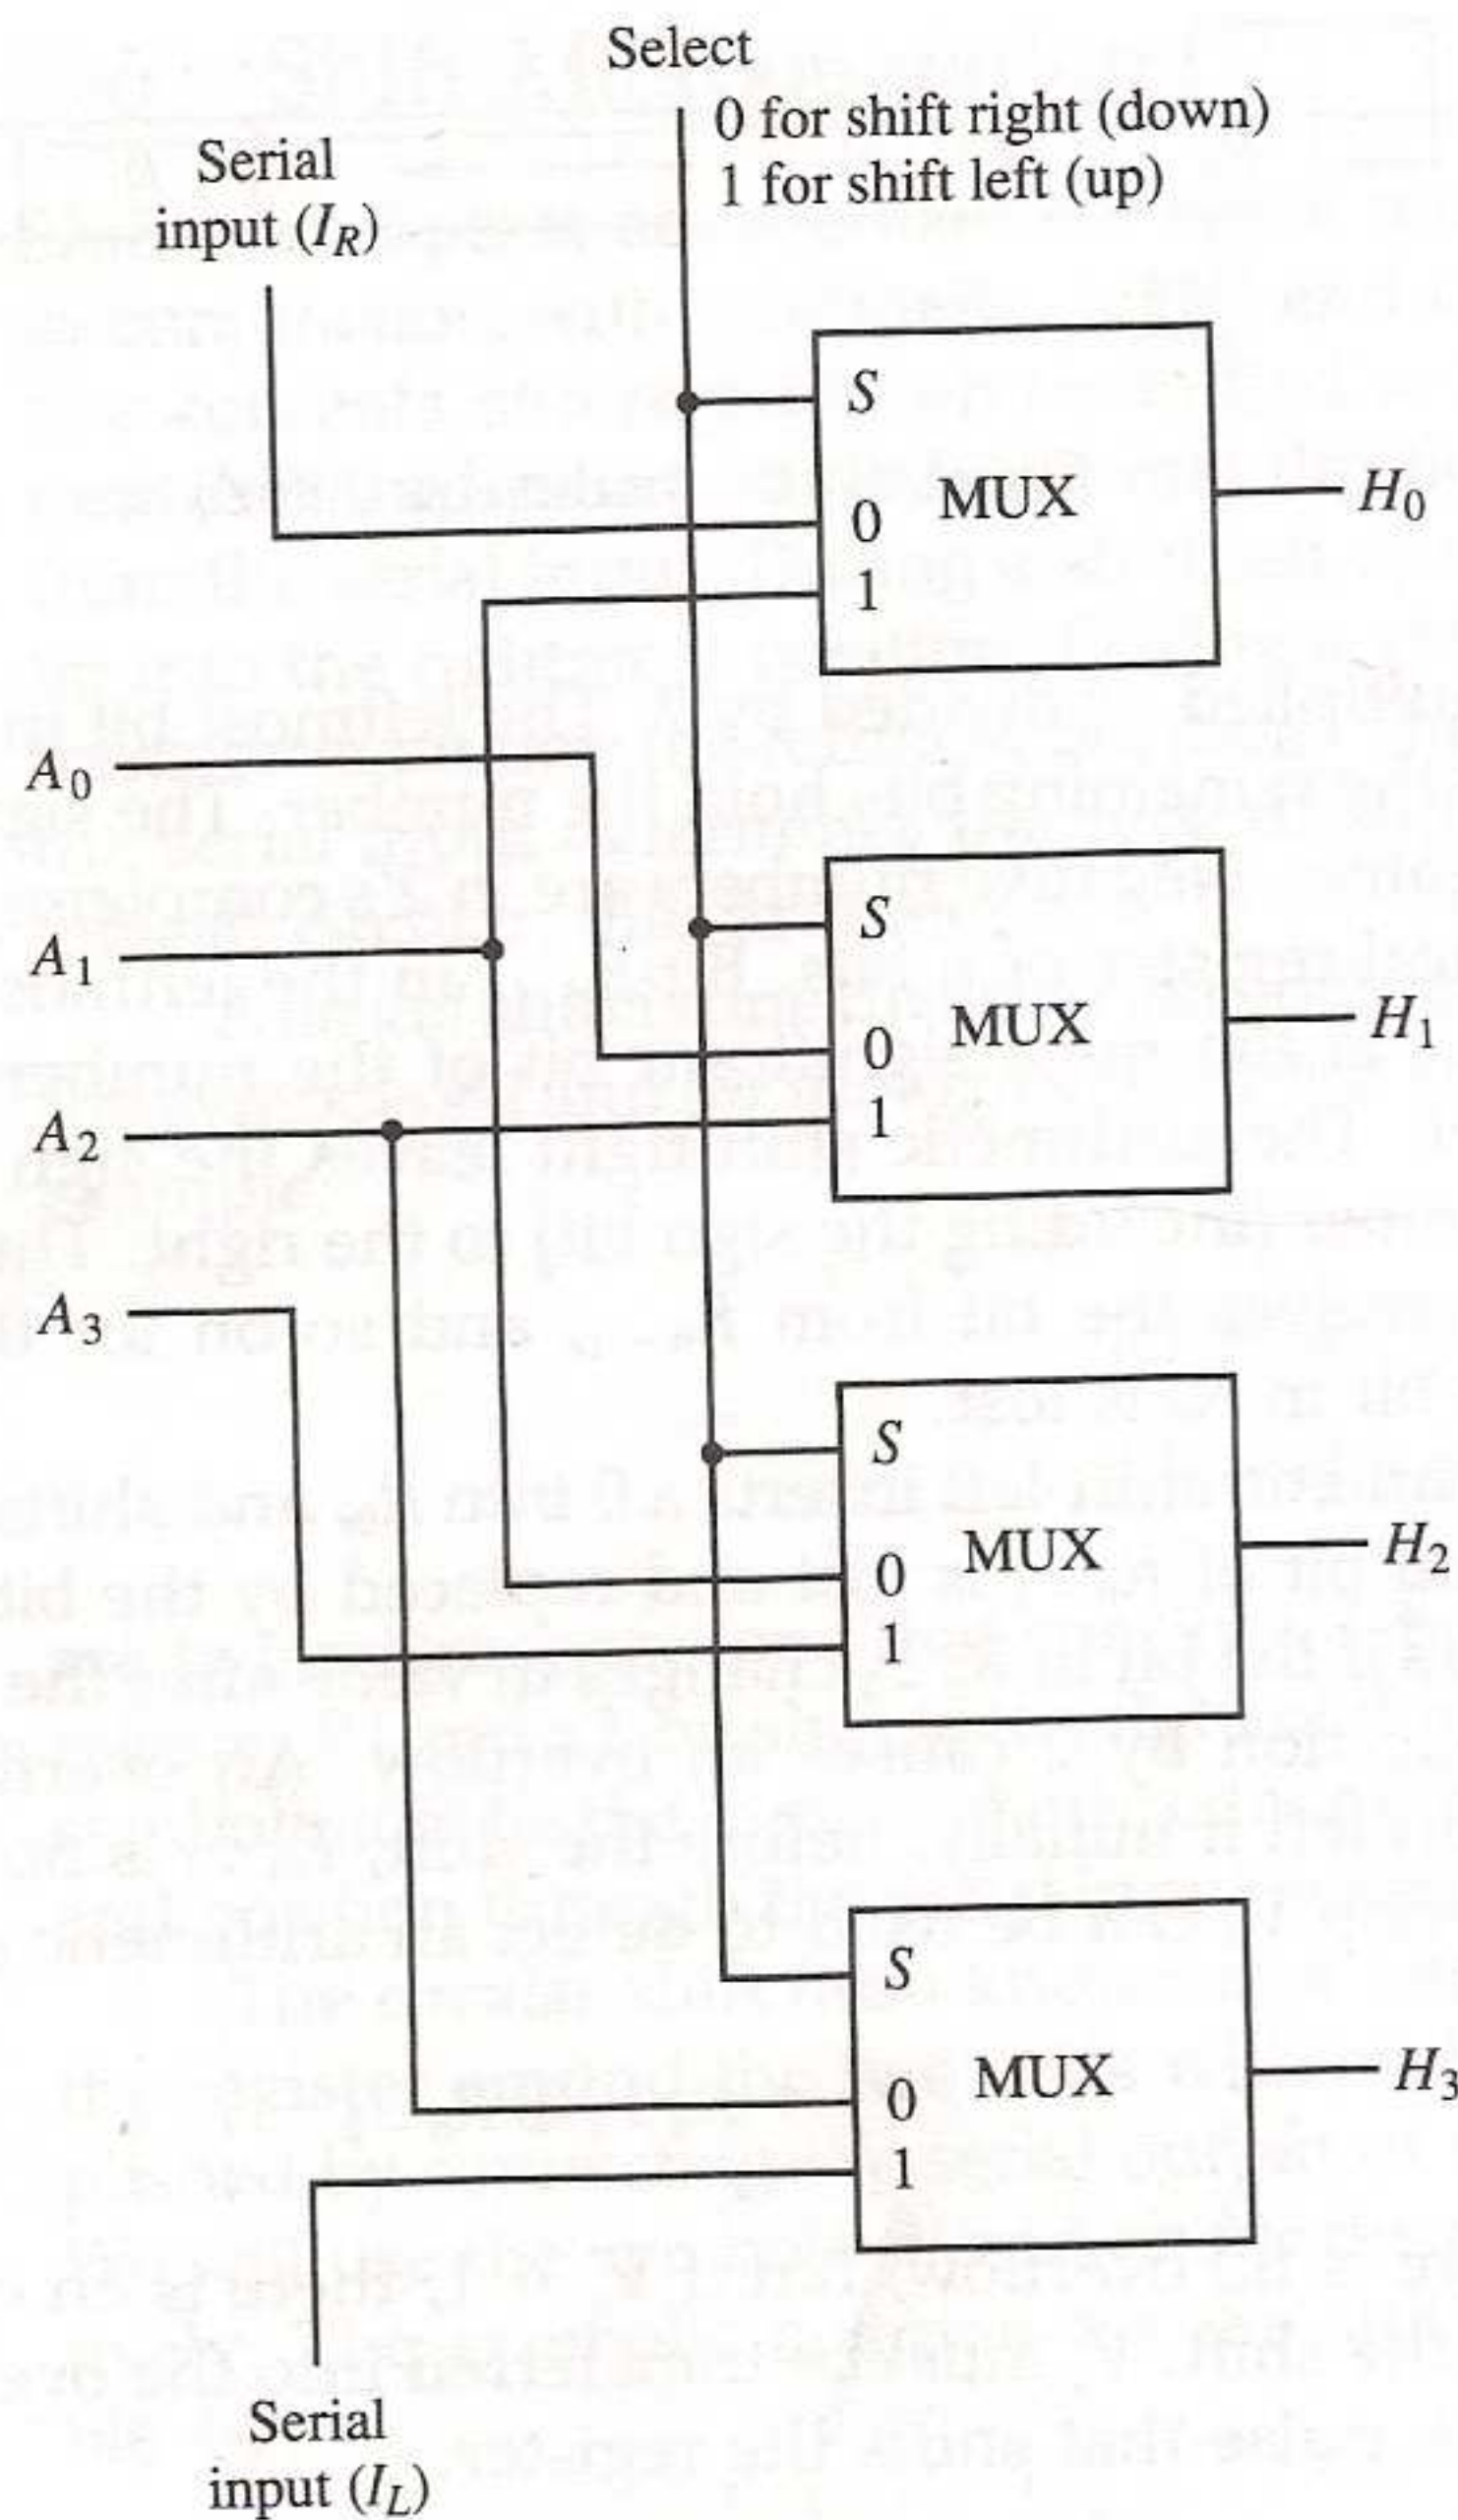 Select
0 for shift right (down)
1 for shift left (up)
Serial
input (I_R)
S
MUX
H_0
0
1
A_0
A_1
S
MUX
H_1
0
1
A_2
A_3
S
MUX
H_2
0
1
S
MUX
H_3
0
1
Serial
input (I_L)